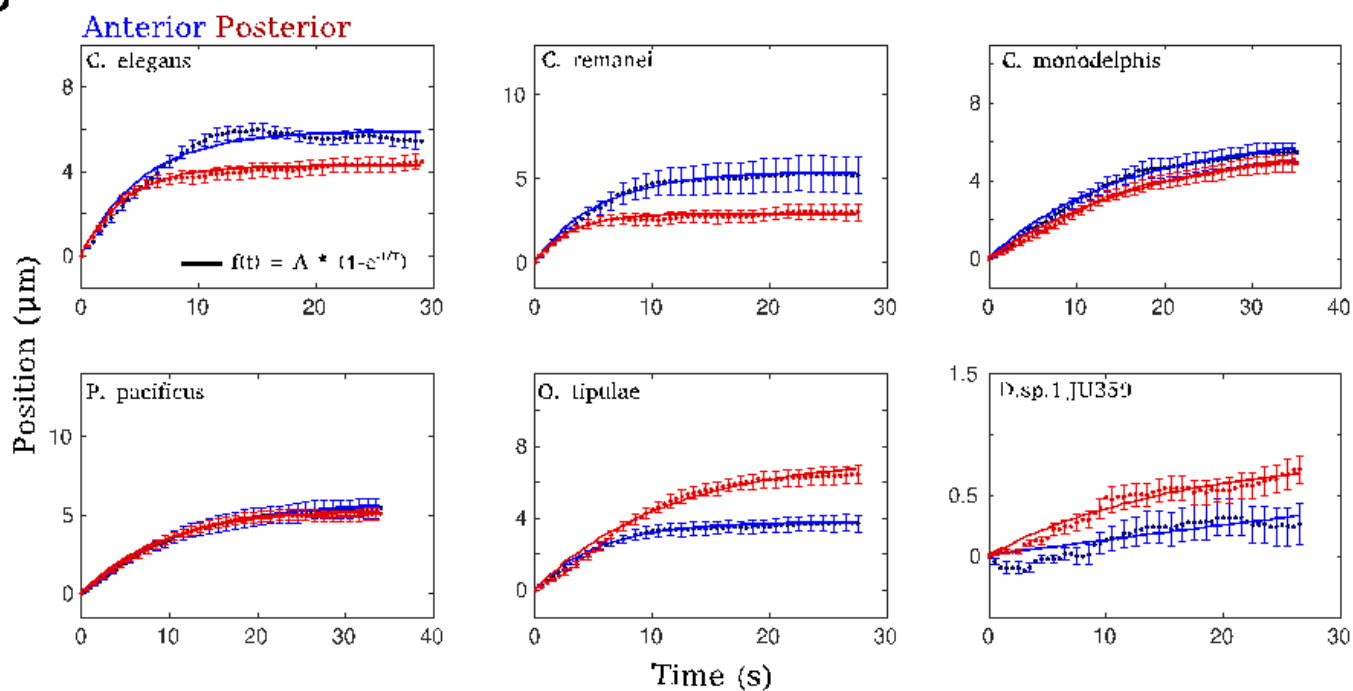 Anterior Posterior
C. elegans
8
4
0
f(t) = A * (1-e^-t/T)
0 10 20 30
C. remanei
10
5
0
0 10 20 30
C. monodelphis
8
4
0
0 10 20 30 40
P. pacificus
10
5
0
0 10 20 30 40
O. tipulae
8
4
0
0 10 20 30
D.sp.1 JU359
1.5
0.5
0
0 10 20 30
Position (μm)
Time (s)